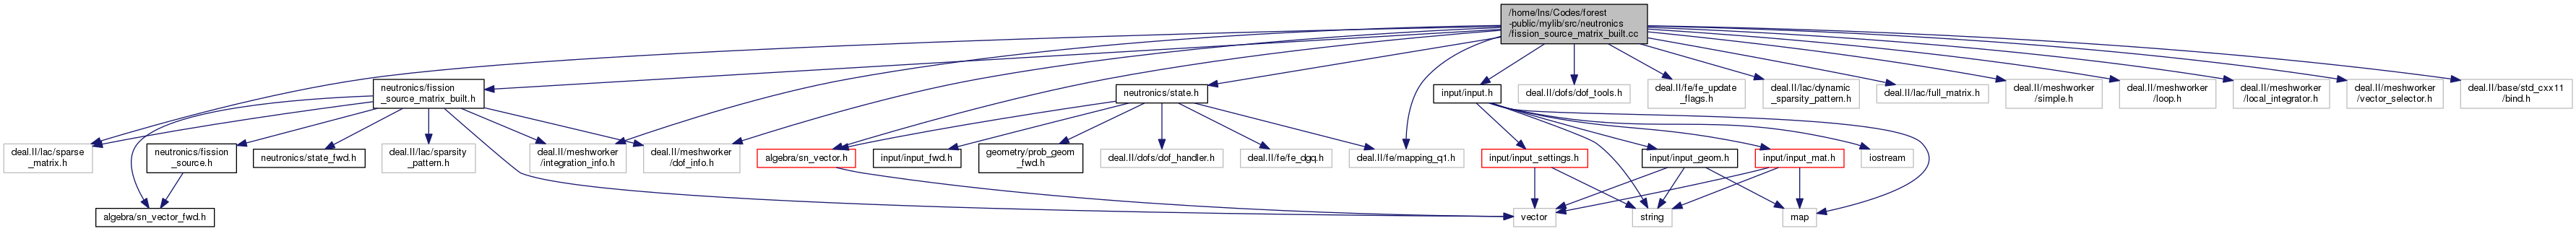 /home/lns/Codes/forest
-public/mylib/src/neutronics
/fission_source_matrix_built.cc
neutronics/fission
_source_matrix_built.h
neutronics/state.h
input/input.h
deal.II/dofs/dof_tools.h
deal.II/fe/fe_update
_flags.h
deal.II/lac/dynamic
_sparsity_pattern.h
deal.II/lac/full_matrix.h
deal.II/meshworker
/simple.h
deal.II/meshworker
/loop.h
deal.II/meshworker
/local_integrator.h
deal.II/meshworker
/vector_selector.h
deal.II/base/std_cxx11
/bind.h
deal.II/lac/sparse
_matrix.h
neutronics/fission
_source.h
neutronics/state_fwd.h
deal.II/lac/sparsity
_pattern.h
deal.II/meshworker
/integration_info.h
deal.II/meshworker
/dof_info.h
algebra/sn_vector.h
input/input_fwd.h
geometry/prob_geom
_fwd.h
deal.II/dofs/dof_handler.h
deal.II/fe/fe_dgq.h
deal.II/fe/mapping_q1.h
input/input_settings.h
input/input_geom.h
input/input_mat.h
iostream
algebra/sn_vector_fwd.h
vector
string
map